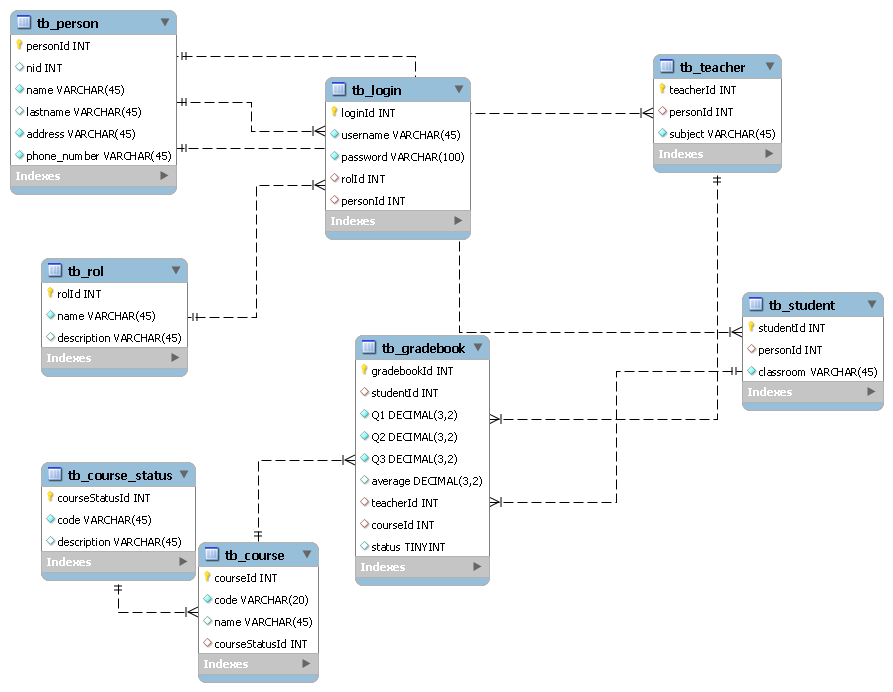 tb_person
personId INT
nid INT
name VARCHAR(45)
lastname VARCHAR(45)
address VARCHAR(45)
phone_number VARCHAR(45)
Indexes
tb_login
loginId INT
username VARCHAR(45)
password VARCHAR(100)
rolId INT
personId INT
Indexes
tb_teacher
teacherId INT
personId INT
subject VARCHAR(45)
Indexes
tb_rol
rolId INT
name VARCHAR(45)
description VARCHAR(45)
Indexes
tb_student
studentId INT
personId INT
classroom VARCHAR(45)
Indexes
tb_gradebook
gradebookId INT
studentId INT
Q1 DECIMAL(3,2)
Q2 DECIMAL(3,2)
Q3 DECIMAL(3,2)
average DECIMAL(3,2)
teacherId INT
courseId INT
status TINYINT
Indexes
tb_course_status
courseStatusId INT
code VARCHAR(45)
description VARCHAR(45)
Indexes
tb_course
courseId INT
code VARCHAR(20)
name VARCHAR(45)
courseStatusId INT
Indexes